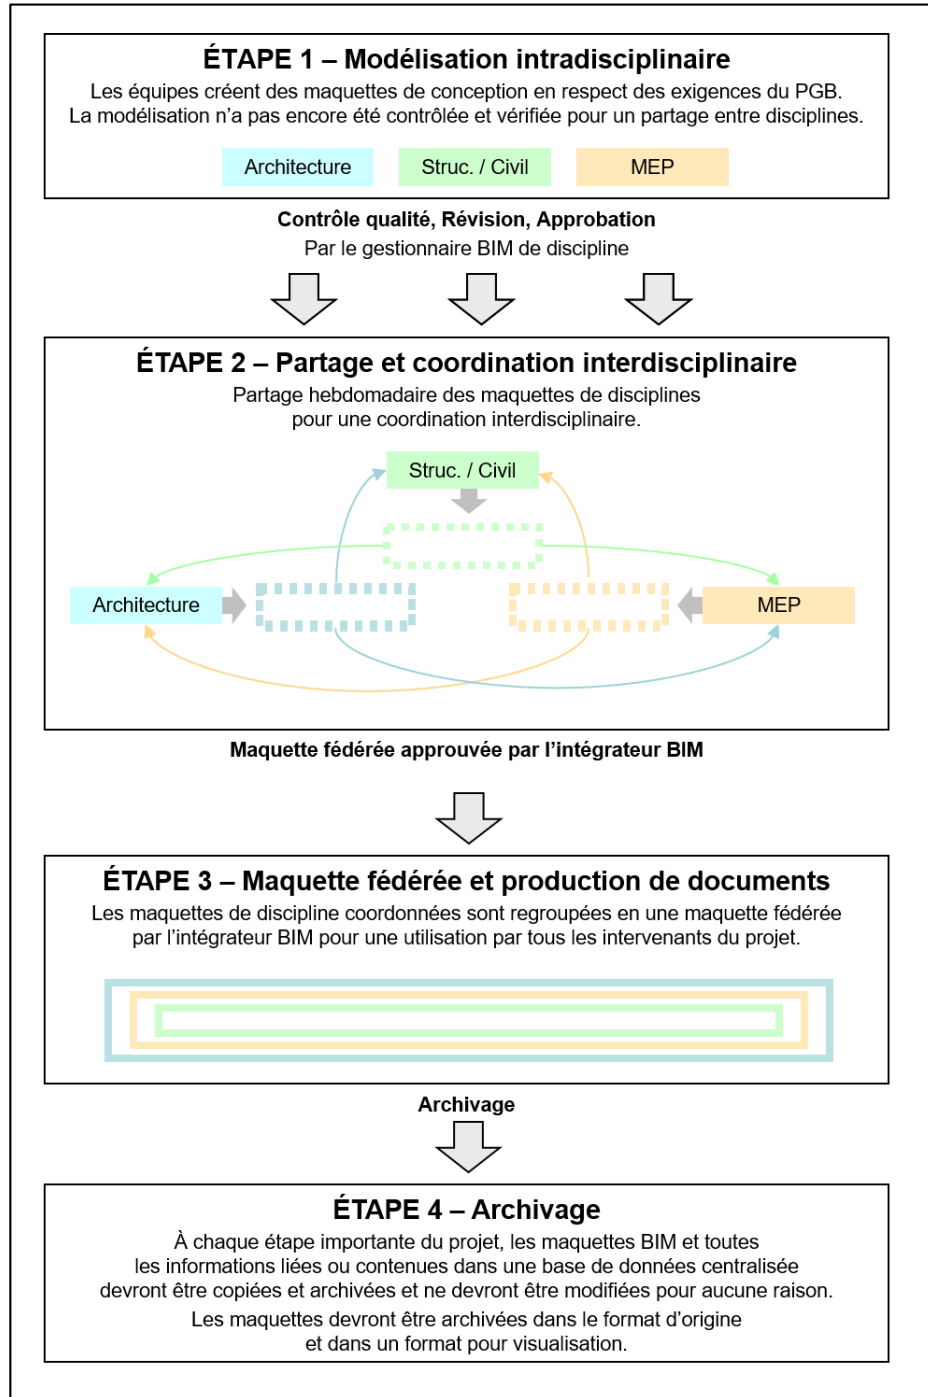 ÉTAPE 1 – Modélisation intradisciplinaire
Les équipes créent des maquettes de conception en respect des exigences du PGB.
La modélisation n’a pas encore été contrôlée et vérifiée pour un partage entre disciplines.
Architecture
Struc. / Civil
MEP
Contrôle qualité, Révision, Approbation
Par le gestionnaire BIM de discipline
ÉTAPE 2 – Partage et coordination interdisciplinaire
Partage hebdomadaire des maquettes de disciplines
pour une coordination interdisciplinaire.
Struc. / Civil
Architecture
MEP
Maquette fédérée approuvée par l’intégrateur BIM
ÉTAPE 3 – Maquette fédérée et production de documents
Les maquettes de discipline coordonnées sont regroupées en une maquette fédérée
par l’intégrateur BIM pour une utilisation par tous les intervenants du projet.
Archivage
ÉTAPE 4 – Archivage
À chaque étape importante du projet, les maquettes BIM et toutes
les informations liées ou contenues dans une base de données centralisée
devront être copiées et archivées et ne devront être modifiées pour aucune raison.
Les maquettes devront être archivées dans le format d’origine
et dans un format pour visualisation.